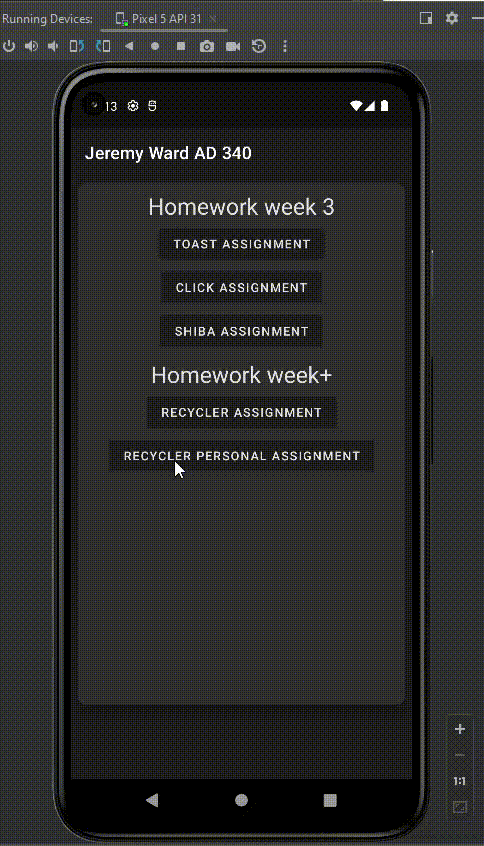 Running Devices: Pixel 5 API 31
13
Jeremy Ward AD 340
Homework week 3
TOAST ASSIGNMENT
CLICK ASSIGNMENT
SHIBA ASSIGNMENT
Homework week+
RECYCLER ASSIGNMENT
RECYCLER PERSONAL ASSIGNMENT
1:1